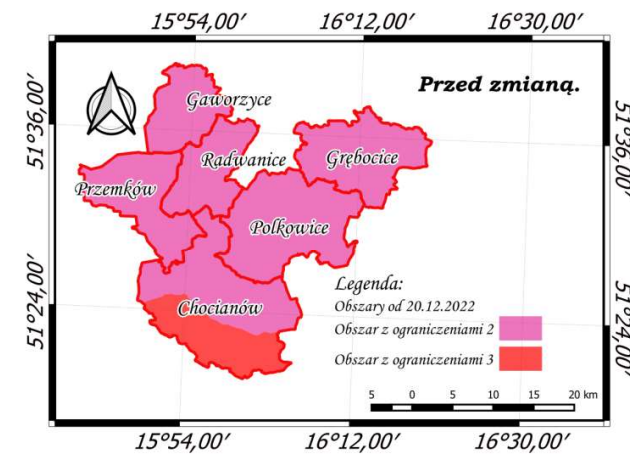 15°54,00′ 16°12,00′ 16°30,00′
Przed zmianą.
51°36,00′
51°36,00′
Gaworzyce
Radwanice
Grębocice
Przemków
Polkowice
Legenda:
51°24,00′
51°24,00′
Chocianów
Obszary od 20.12.2022
Obszar z ograniczeniami 2
Obszar z ograniczeniami 3
5 0 5 10 15 20 km
15°54,00′ 16°12,00′ 16°30,00′